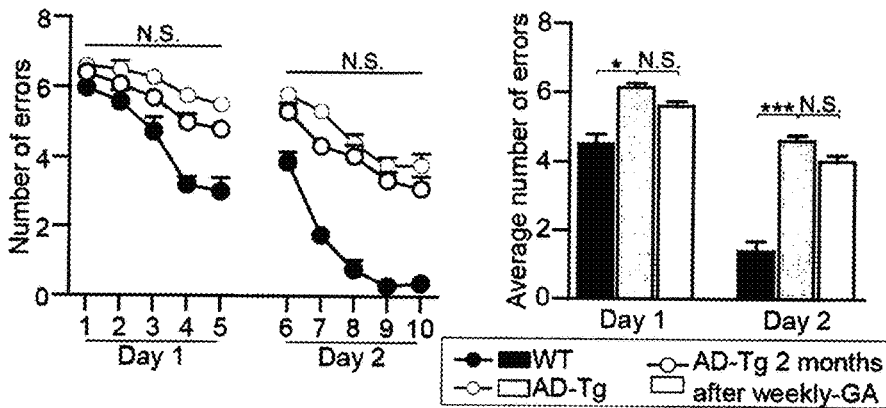 N.S.
N.S.
Number of errors
8
6
4
2
0
1 2 3 4 5
Day 1
6 7 8 9 10
Day 2
Average number of errors
8
6
4
2
0
* N.S.
*** N.S.
Day 1
Day 2
WT
AD-Tg
AD-Tg 2 months
after weekly-GA